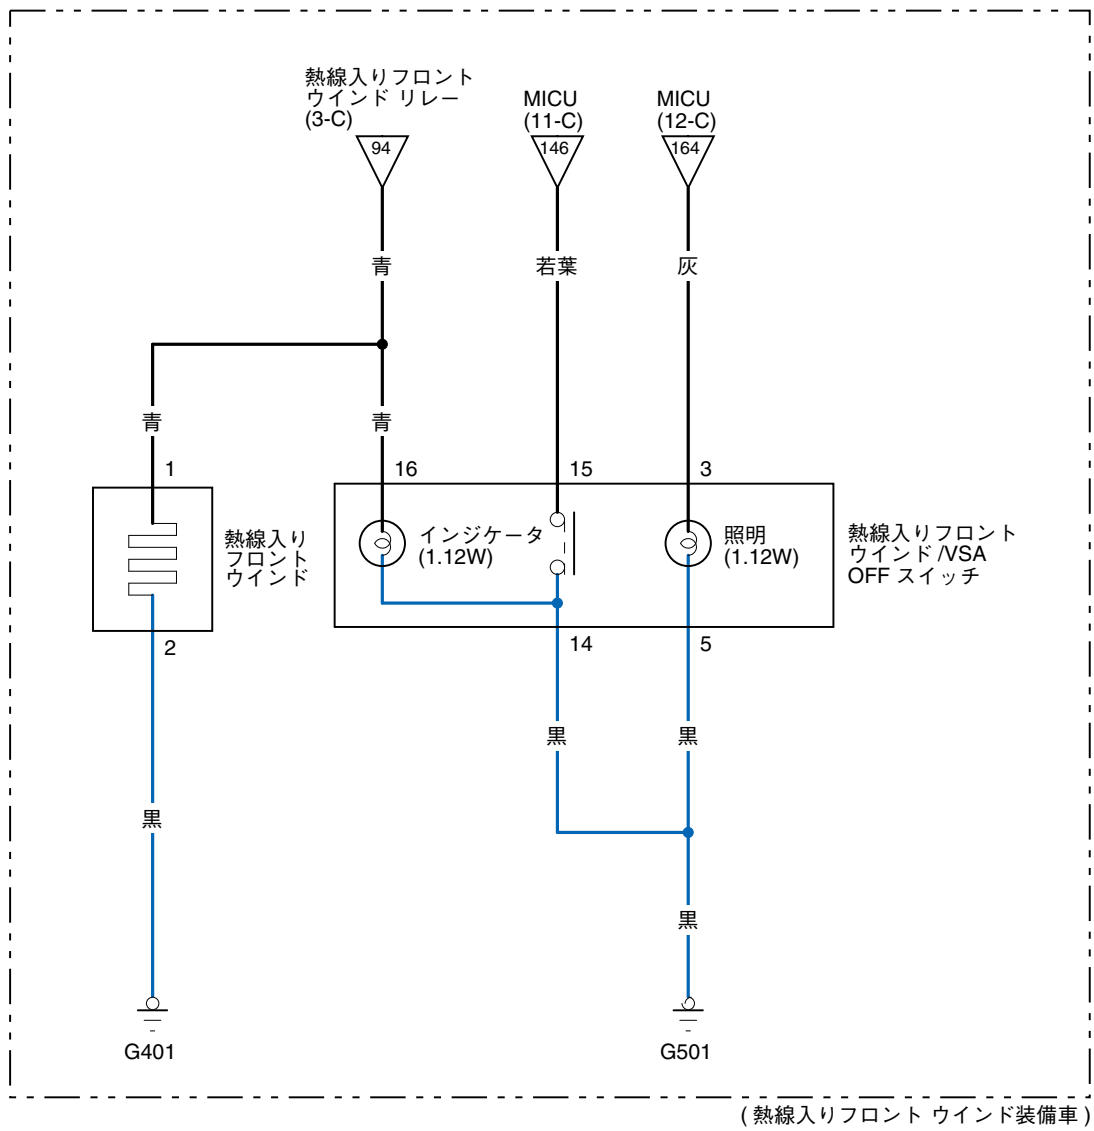 熱線入りフロント
ウインド リレー
(3-C)
MICU
(11-C)
MICU
(12-C)
94
146
164
青
若葉
灰
青
青
1
16
15
3
熱線入り
フロント
ウインド
インジケータ
(1.12W)
照明
(1.12W)
熱線入りフロント
ウインド /VSA
OFF スイッチ
2
14
5
黒
黒
黒
黒
G401
G501
( 熱線入りフロント ウインド装備車 )